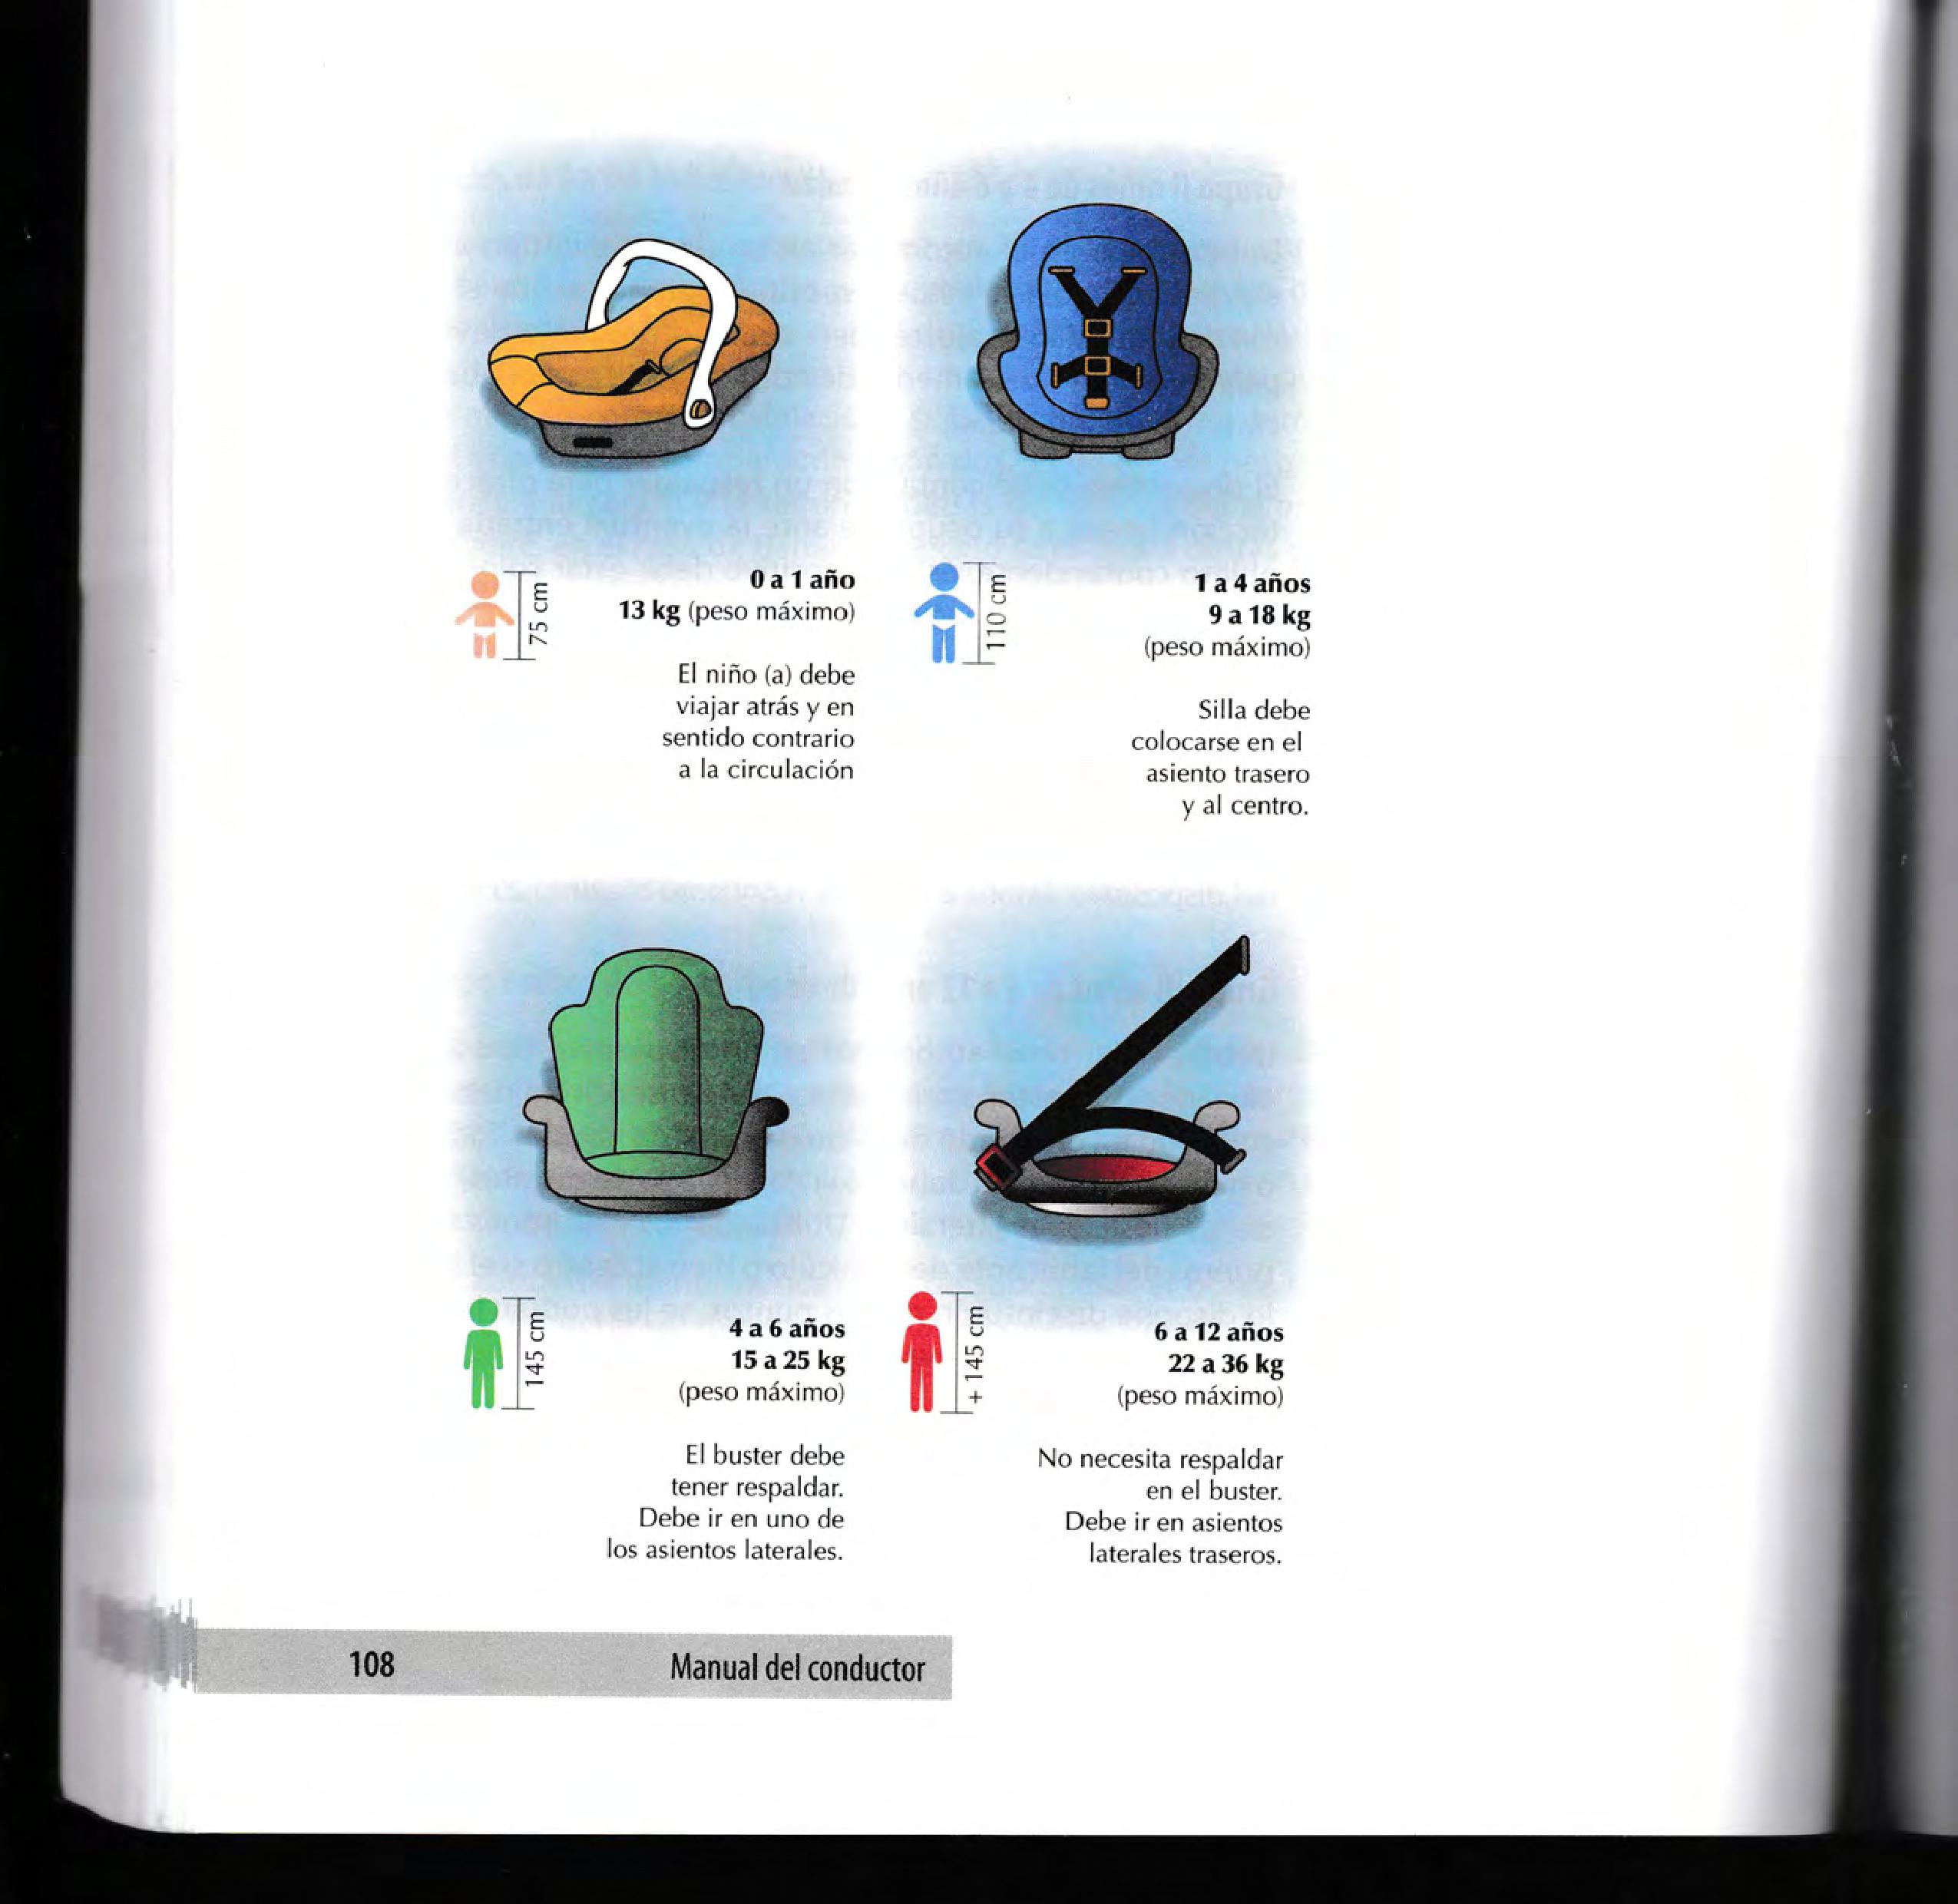 75 cm
0 a 1 año
13 kg (peso máximo)
El niño (a) debe
viajar atrás y en
sentido contrario
a la circulación
110 cm
1 a 4 años
9 a 18 kg
(peso máximo)
Silla debe
colocarse en el
asiento trasero
y al centro.
145 cm
4 a 6 años
15 a 25 kg
(peso máximo)
El buster debe
tener respaldar.
Debe ir en uno de
los asientos laterales.
+ 145 cm
6 a 12 años
22 a 36 kg
(peso máximo)
No necesita respaldar
en el buster.
Debe ir en asientos
laterales traseros.
108
Manual del conductor